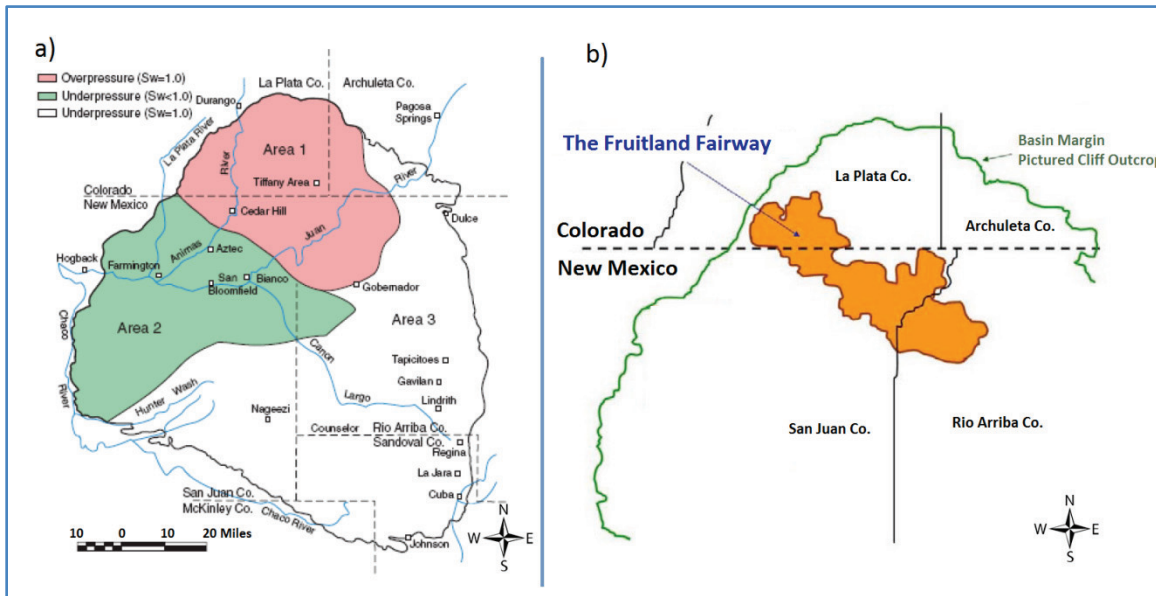 a)
Overpressure (Sw=1.0)
Underpressure (Sw<1.0)
Underpressure (Sw=1.0)
La Plata Co.
Archuleta Co.
Durango
Pagosa
Springs
La Plata River
River
Area 1
Tiffany Area
River
Colorado
New Mexico
Cedar Hill
Juan
Dulce
Animas
Aztec
Hogback
Farmington
San
Bianco
Bloomfield
Gobernador
Area 2
Area 3
Chaco
River
Canon
Largo
Tapicitoes
Gavilan
Lindrith
Hunter Wash
Nageezi
Counselor
Rio Arriba Co.
Sandoval Co.
Regina
La Jara
Cuba
San Juan Co.
McKinley Co.
Chaco River
Johnson
10 0 10 20 Miles
N
W E
S
b)
The Fruitland Fairway
Basin Margin
Pictured Cliff Outcrop
La Plata Co.
Archuleta Co.
Colorado
New Mexico
San Juan Co.
Rio Arriba Co.
N
W E
S